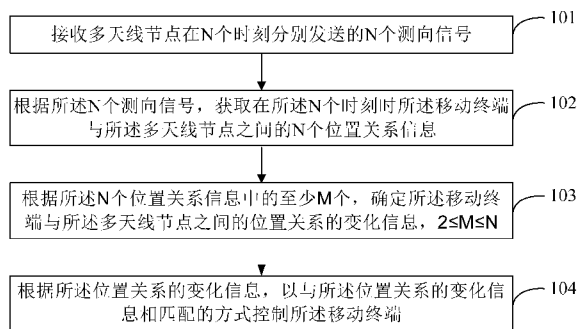 接收多天线节点在N个时刻分别发送的N个测向信号
101
根据所述N个测向信号，获取在所述N个时刻时所述移动终端
与所述多天线节点之间的N个位置关系信息
102
根据所述N个位置关系信息中的至少M个，确定所述移动终
端与所述多天线节点之间的位置关系的变化信息，2≤M≤N
103
根据所述位置关系的变化信息，以与所述位置关系的变化信
息相匹配的方式控制所述移动终端
104